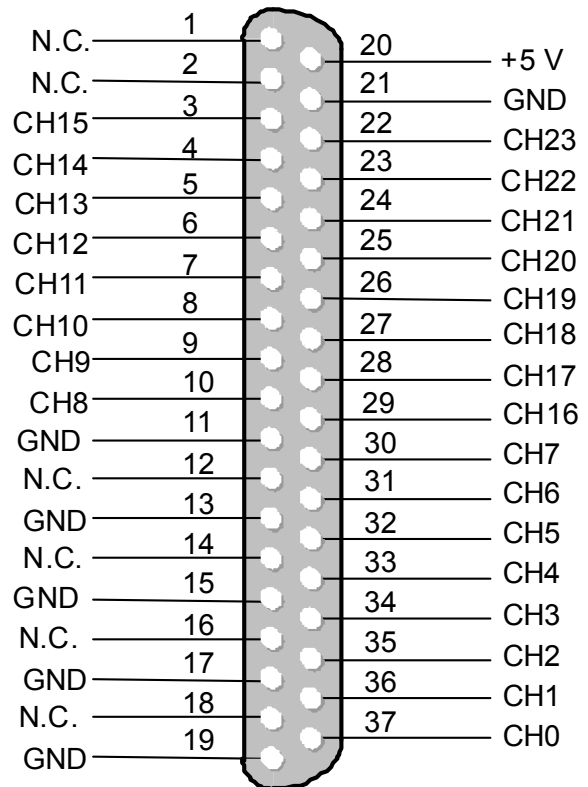 N.C. 1
N.C. 2
CH15 3
CH14 4
CH13 5
CH12 6
CH11 7
CH10 8
CH9 9
CH8 10
GND 11
N.C. 12
GND 13
N.C. 14
GND 15
N.C. 16
GND 17
N.C. 18
GND 19
20 +5 V
21 GND
22 CH23
23 CH22
24 CH21
25 CH20
26 CH19
27 CH18
28 CH17
29 CH16
30 CH7
31 CH6
32 CH5
33 CH4
34 CH3
35 CH2
36 CH1
37 CH0